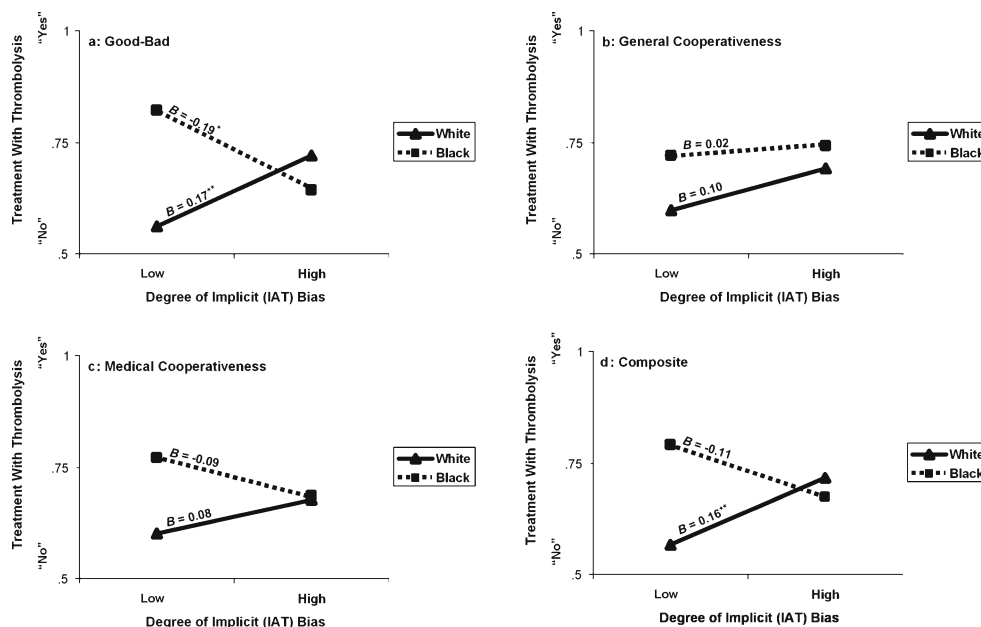 Treatment With Thrombolysis
"Yes"
"No"
1
.75
.5
a: Good-Bad
B = -0.19*
B = 0.17**
White
Black
Low
High
Degree of Implicit (IAT) Bias
Treatment With Thrombolysis
"Yes"
"No"
1
.75
.5
b: General Cooperativeness
B = 0.02
B = 0.10
White
Black
Low
High
Degree of Implicit (IAT) Bias
Treatment With Thrombolysis
"Yes"
"No"
1
.75
.5
c: Medical Cooperativeness
B = -0.09
B = 0.08
White
Black
Low
High
Degree of Implicit (IAT) Bias
Treatment With Thrombolysis
"Yes"
"No"
1
.75
.5
d: Composite
B = -0.11
B = 0.16**
White
Black
Low
High
Degree of Implicit (IAT) Bias